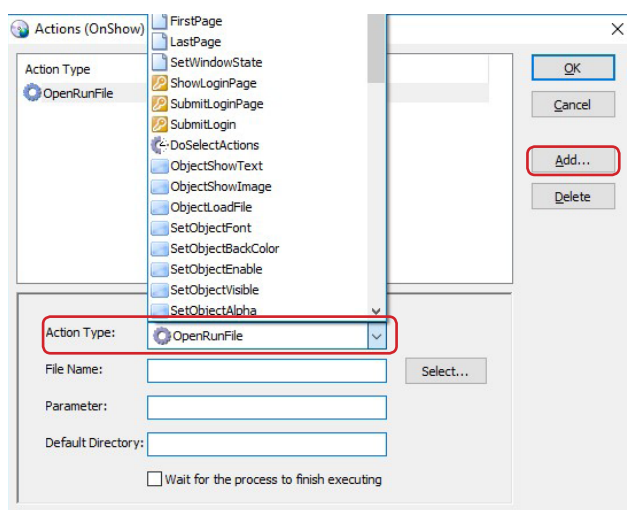 Actions (OnShow)
FirstPage
LastPage
SetWindowState
ShowLoginPage
SubmitLoginPage
SubmitLogin
DoSelectActions
ObjectShowText
ObjectShowImage
ObjectLoadFile
SetObjectFont
SetObjectBackColor
SetObjectEnable
SetObjectVisible
SetObjectAlpha
Action Type
OpenRunFile
OK
Cancel
Add...
Delete
Action Type: OpenRunFile
File Name: Select...
Parameter:
Default Directory:
Wait for the process to finish executing